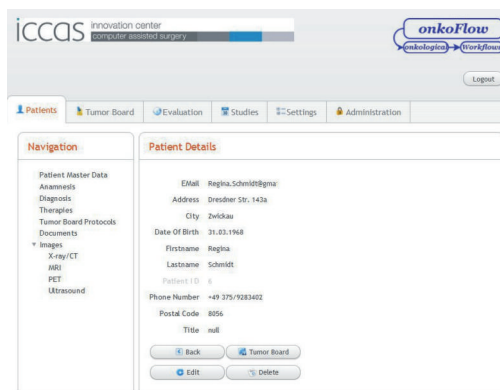 iccas innovation center
computer assisted surgery
onkoFlow
onkological Workflows
Logout
Patients Tumor Board Evaluation Studies Settings Administration
Navigation
Patient Master Data
Anamnesis
Diagnosis
Therapies
Tumor Board Protocols
Documents
Images
X-ray/CT
MRI
PET
Ultrasound
Patient Details
EMail Regina.Schmidt@gma
Address Dresdner Str. 143a
City Zwickau
Date Of Birth 31.03.1968
Firstname Regina
Lastname Schmidt
Patient ID 6
Phone Number +49 375/9283402
Postal Code 8056
Title null
Back Tumor Board
Edit Delete